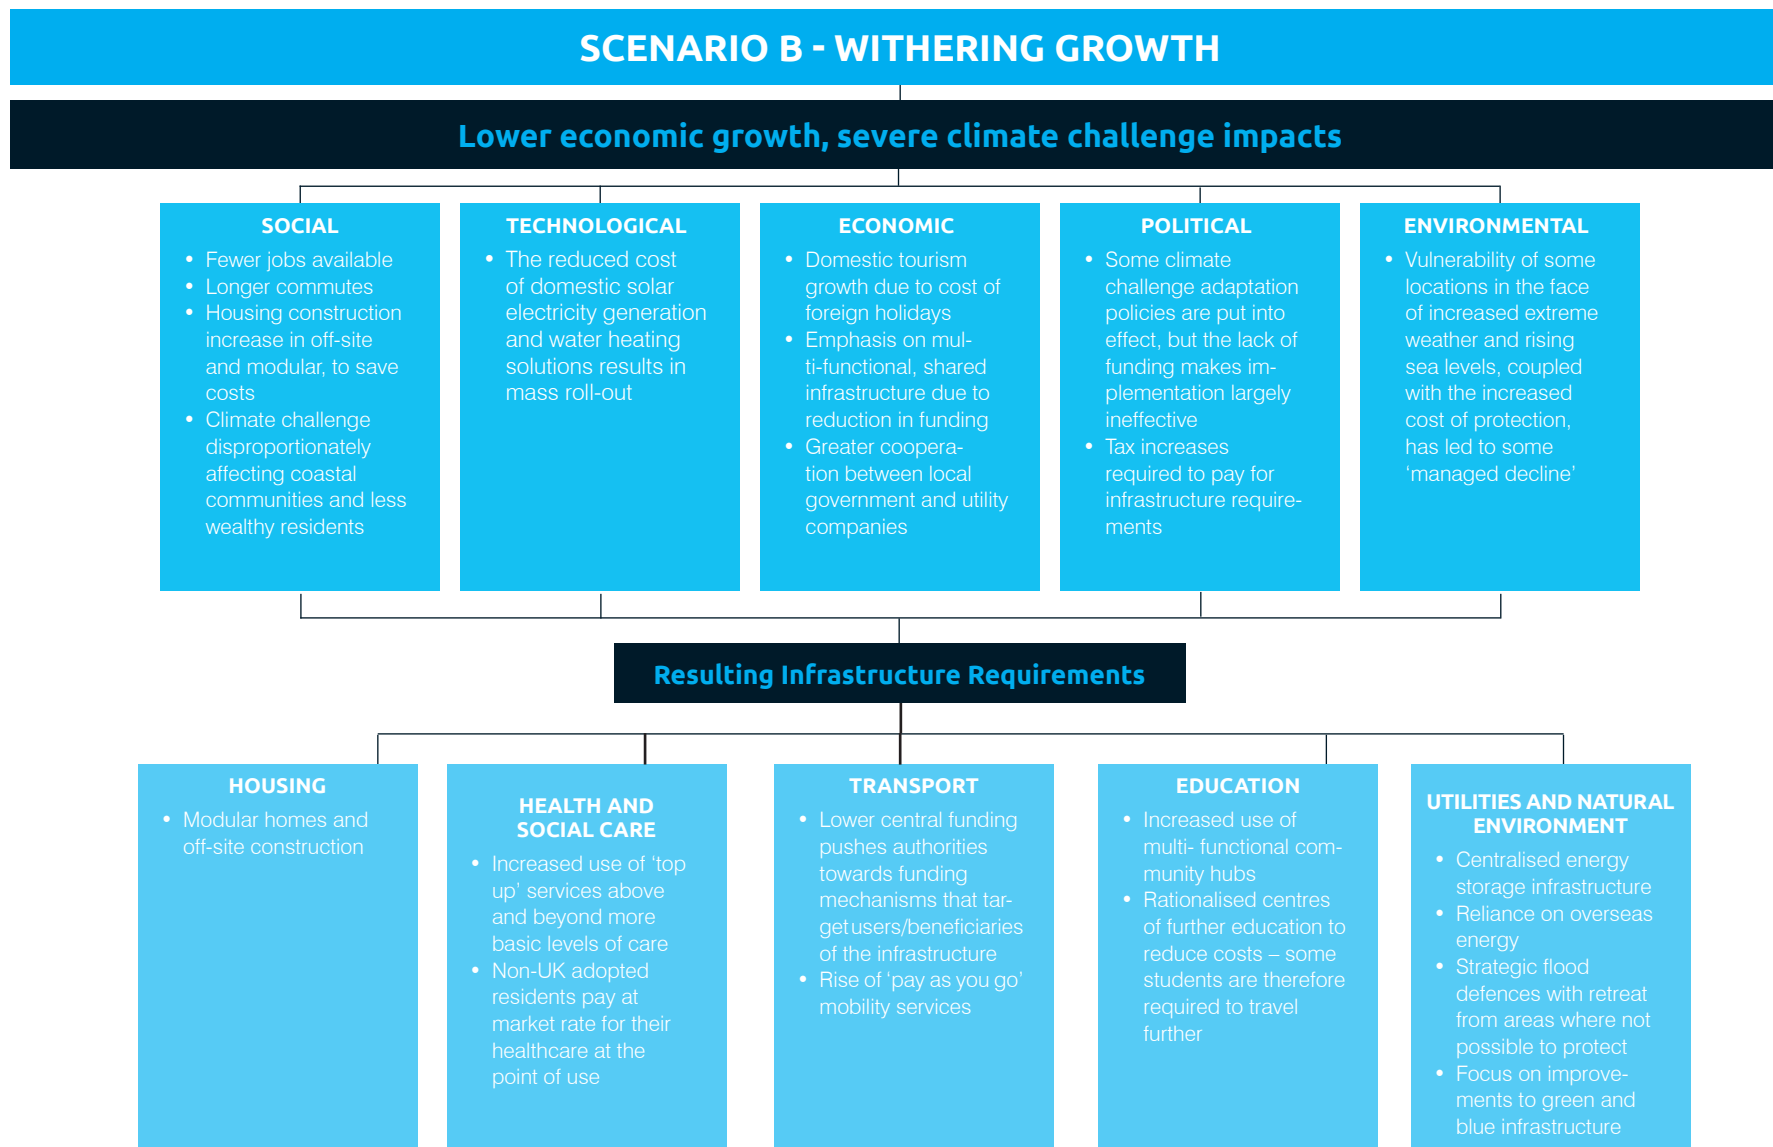 SCENARIO B - WITHERING GROWTH
Lower economic growth, severe climate challenge impacts
SOCIAL
• Fewer jobs available
• Longer commutes
• Housing construction
increase in off-site
and modular, to save
costs
• Climate challenge
disproportionately
affecting coastal
communities and less
wealthy residents
TECHNOLOGICAL
• The reduced cost
of domestic solar
electricity generation
and water heating
solutions results in
mass roll-out
ECONOMIC
• Domestic tourism
growth due to cost of
foreign holidays
• Emphasis on mul-
ti-functional, shared
infrastructure due to
reduction in funding
• Greater coopera-
tion between local
government and utility
companies
POLITICAL
• Some climate
challenge adaptation
policies are put into
effect, but the lack of
funding makes im-
plementation largely
ineffective
• Tax increases
required to pay for
infrastructure require-
ments
ENVIRONMENTAL
• Vulnerability of some
locations in the face
of increased extreme
weather and rising
sea levels, coupled
with the increased
cost of protection,
has led to some
‘managed decline’
Resulting Infrastructure Requirements
HOUSING
• Modular homes and
off-site construction
HEALTH AND
SOCIAL CARE
• Increased use of ‘top
up’ services above
and beyond more
basic levels of care
• Non-UK adopted
residents pay at
market rate for their
healthcare at the
point of use
TRANSPORT
• Lower central funding
pushes authorities
towards funding
mechanisms that tar-
get users/beneficiaries
of the infrastructure
• Rise of ‘pay as you go’
mobility services
EDUCATION
• Increased use of
multi- functional com-
munity hubs
• Rationalised centres
of further education to
reduce costs – some
students are therefore
required to travel
further
UTILITIES AND NATURAL
ENVIRONMENT
• Centralised energy
storage infrastructure
• Reliance on overseas
energy
• Strategic flood
defences with retreat
from areas where not
possible to protect
• Focus on improve-
ments to green and
blue infrastructure